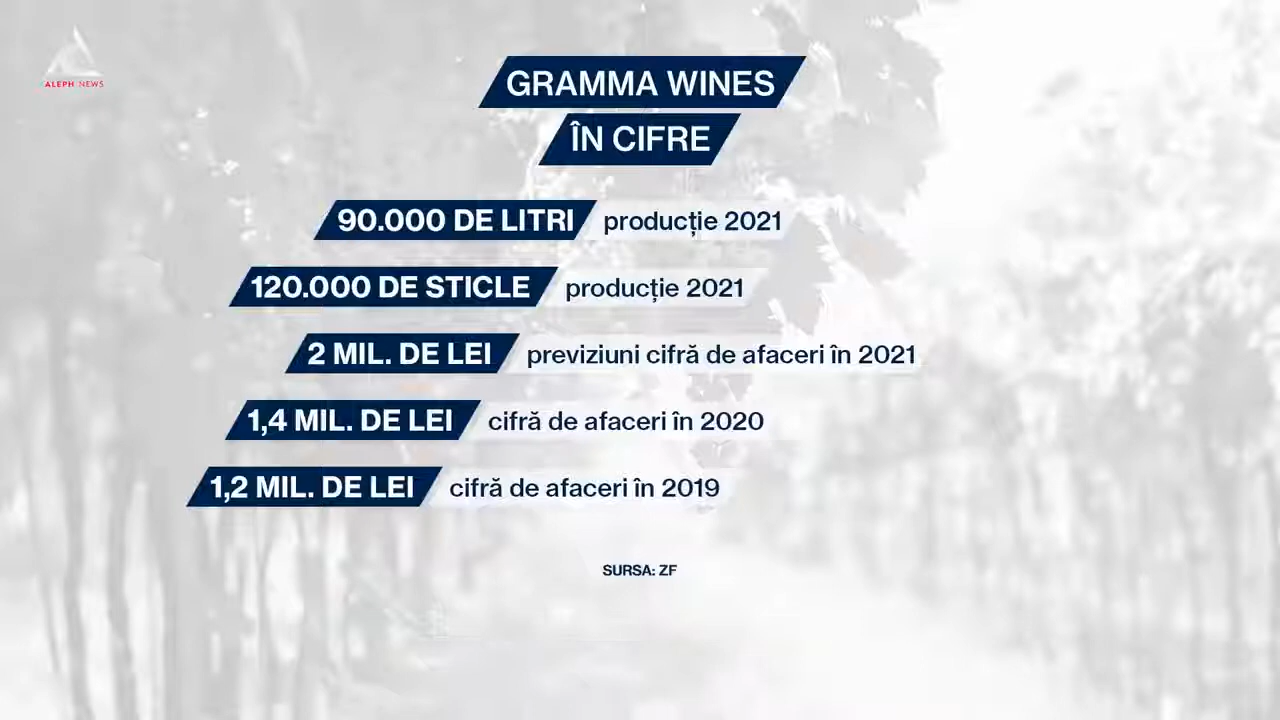 ALEPH NEWS
GRAMMA WINES
ÎN CIFRE
90.000 DE LITRI producție 2021
120.000 DE STICLE producție 2021
2 MIL. DE LEI previziuni cifră de afaceri în 2021
1,4 MIL. DE LEI cifră de afaceri în 2020
1,2 MIL. DE LEI cifră de afaceri în 2019
SURSA: ZF